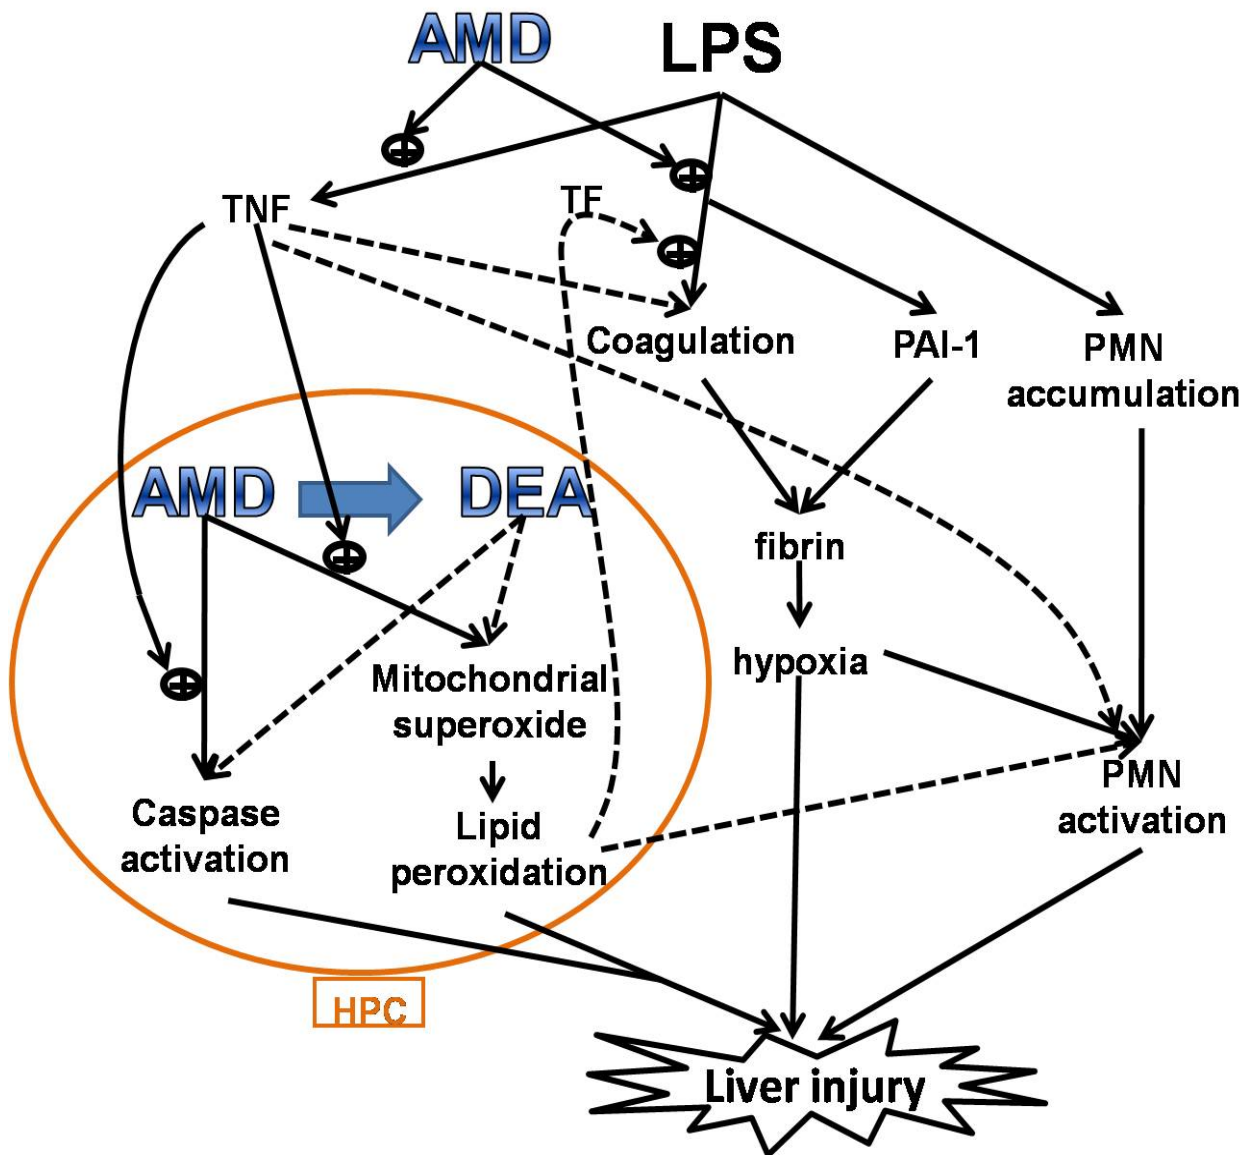 AMD
LPS
TNF
TF
Coagulation
PAI-1
PMN
accumulation
AMD
DEA
fibrin
hypoxia
Mitochondrial
superoxide
PMN
activation
Caspase
activation
Lipid
peroxidation
HPC
Liver injury